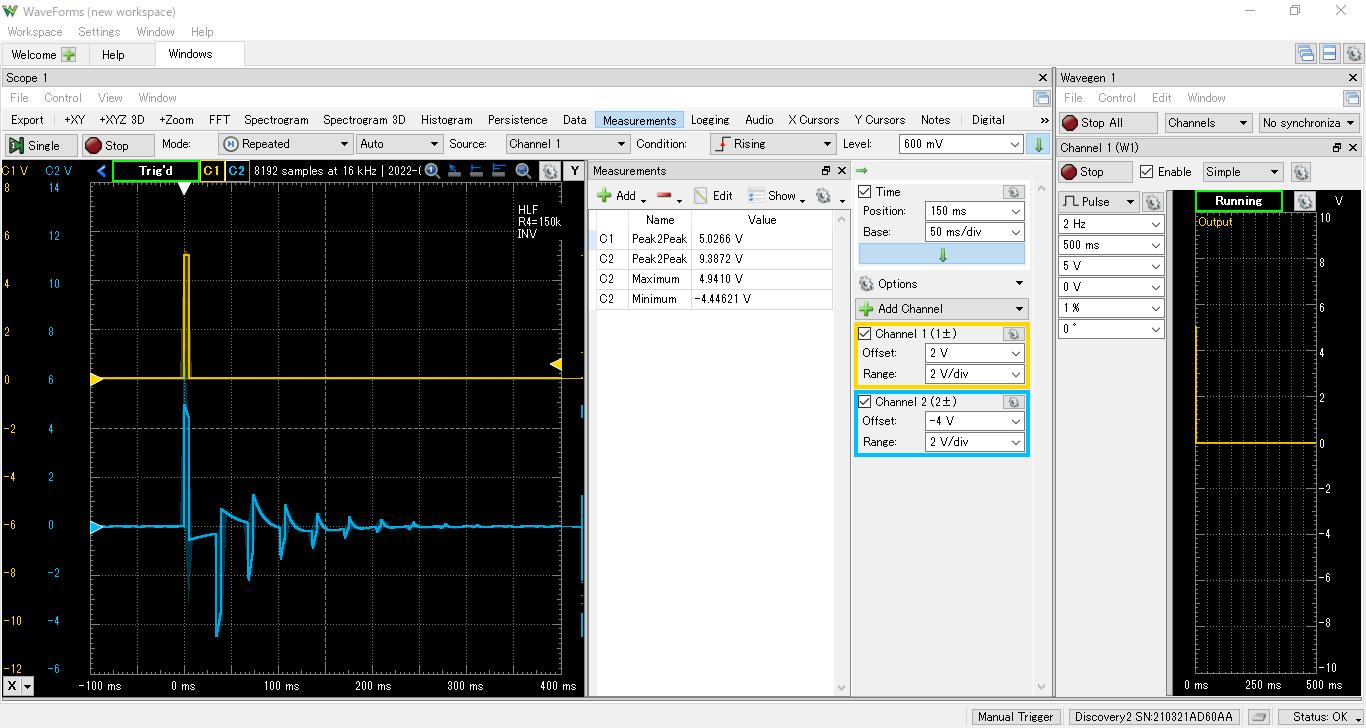 WaveForms (new workspace)
Workspace Settings Window Help
Welcome Help Windows
Scope 1
File Control View Window
Export +XY +XYZ 3D +Zoom FFT Spectrogram Spectrogram 3D Histogram Persistence Data Measurements Logging Audio X Cursors Y Cursors Notes Digital »
Single Stop Mode: Repeated Auto Source: Channel 1 Condition: Rising Level: 600 mV
C1 V C2 V Trig'd C1 C2 8192 samples at 16 kHz | 2022-0 Y
8 14
6 12
4 10
2 8
0 6
-2 4
-4 2
-6 0
-8 -2
-10 -4
-12 -6
HLF
R4=150k
INV
X -100 ms 0 ms 100 ms 200 ms 300 ms 400 ms
Measurements
Add Edit Show
Name Value
C1 Peak2Peak 5.0266 V
C2 Peak2Peak 9.3872 V
C2 Maximum 4.9410 V
C2 Minimum -4.44621 V
Time
Position: 150 ms
Base: 50 ms/div
Options
Add Channel
Channel 1 (1±)
Offset: 2 V
Range: 2 V/div
Channel 2 (2±)
Offset: -4 V
Range: 2 V/div
Wavegen 1
File Control Edit Window
Stop All Channels No synchroniza
Channel 1 (W1)
Stop Enable Simple
Pulse
2 Hz
500 ms
5 V
0 V
1 %
0 °
Running V
Output
10
8
6
4
2
0
-2
-4
-6
-8
-10
0 ms 250 ms 500 ms
Manual Trigger Discovery2 SN:210321AD60AA Status: OK